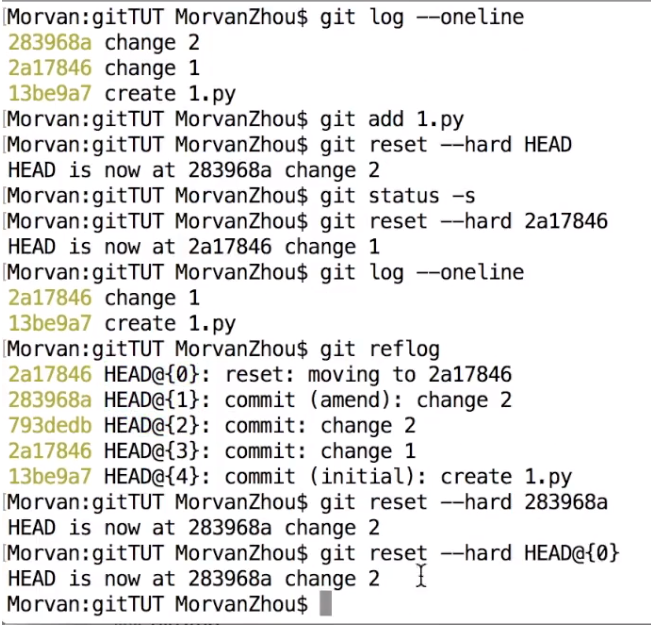 Morvan:gitTUT MorvanZhou$ git log --oneline
283968a change 2
2a17846 change 1
13be9a7 create 1.py
Morvan:gitTUT MorvanZhou$ git add 1.py
Morvan:gitTUT MorvanZhou$ git reset --hard HEAD
HEAD is now at 283968a change 2
Morvan:gitTUT MorvanZhou$ git status -s
Morvan:gitTUT MorvanZhou$ git reset --hard 2a17846
HEAD is now at 2a17846 change 1
Morvan:gitTUT MorvanZhou$ git log --oneline
2a17846 change 1
13be9a7 create 1.py
Morvan:gitTUT MorvanZhou$ git reflog
2a17846 HEAD@{0}: reset: moving to 2a17846
283968a HEAD@{1}: commit (amend): change 2
793dedb HEAD@{2}: commit: change 2
2a17846 HEAD@{3}: commit: change 1
13be9a7 HEAD@{4}: commit (initial): create 1.py
Morvan:gitTUT MorvanZhou$ git reset --hard 283968a
HEAD is now at 283968a change 2
Morvan:gitTUT MorvanZhou$ git reset --hard HEAD@{0}
HEAD is now at 283968a change 2
Morvan:gitTUT MorvanZhou$